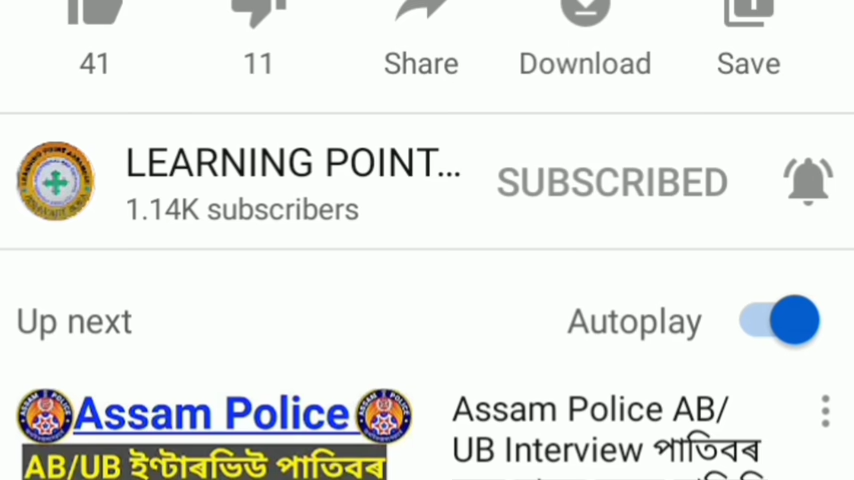 41
11
Share
Download
Save
LEARNING POINT...
1.14K subscribers
SUBSCRIBED
Up next
Autoplay
Assam Police
AB/UB ইণ্টাৰভিউ পাতিবৰ
Assam Police AB/
UB Interview পাতিবৰ